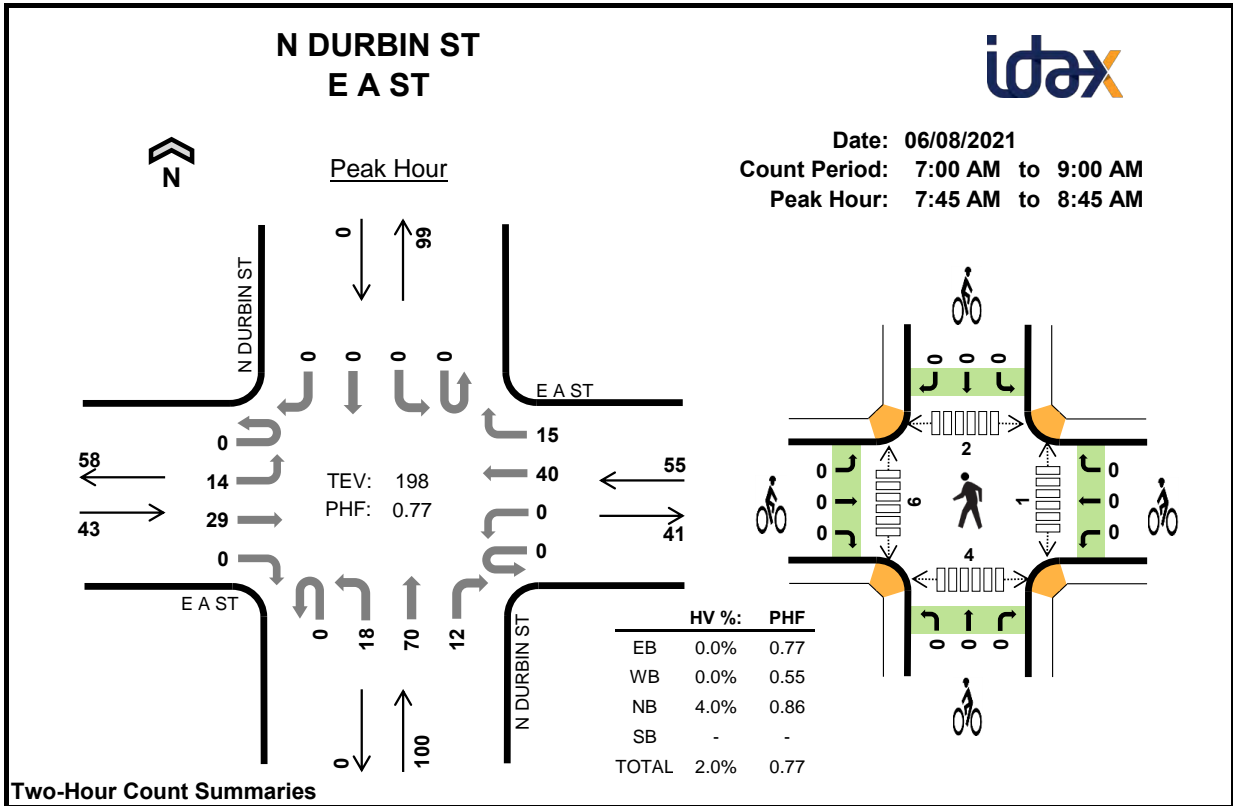 N DURBIN ST
E A ST
idax
Date: 06/08/2021
Count Period: 7:00 AM to 9:00 AM
Peak Hour: 7:45 AM to 8:45 AM
N
Peak Hour
0
99
N DURBIN ST
0 0 0 0
E A ST
0
14
29
0
58
43
TEV: 198
PHF: 0.77
15
40
0
0
55
41
E A ST
0 18 70 12
N DURBIN ST
0
100
HV %: PHF
EB 0.0% 0.77
WB 0.0% 0.55
NB 4.0% 0.86
SB - -
TOTAL 2.0% 0.77
0 0 0
2
0
0
0
6
1
0
0
0
4
0 0 0
Two-Hour Count Summaries